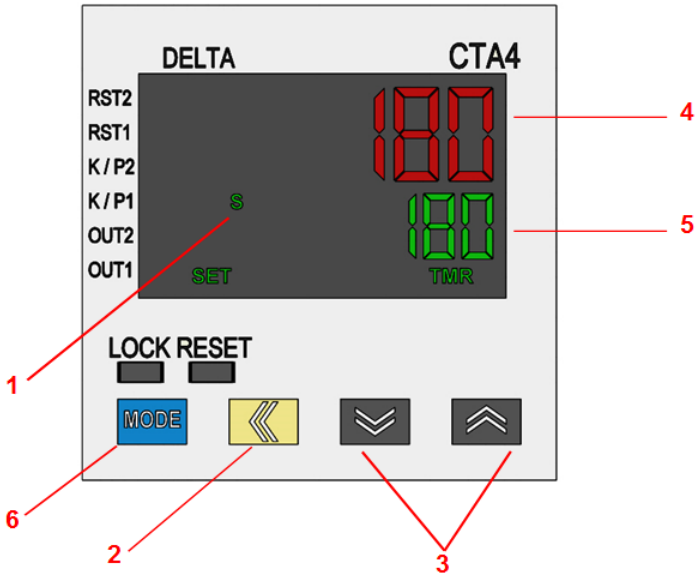 DELTA CTA4
RST2
180 4
RST1
K / P2
K / P1
S
180 5
OUT2
OUT1
SET TMR
LOCK RESET
1
MODE
6
2
3